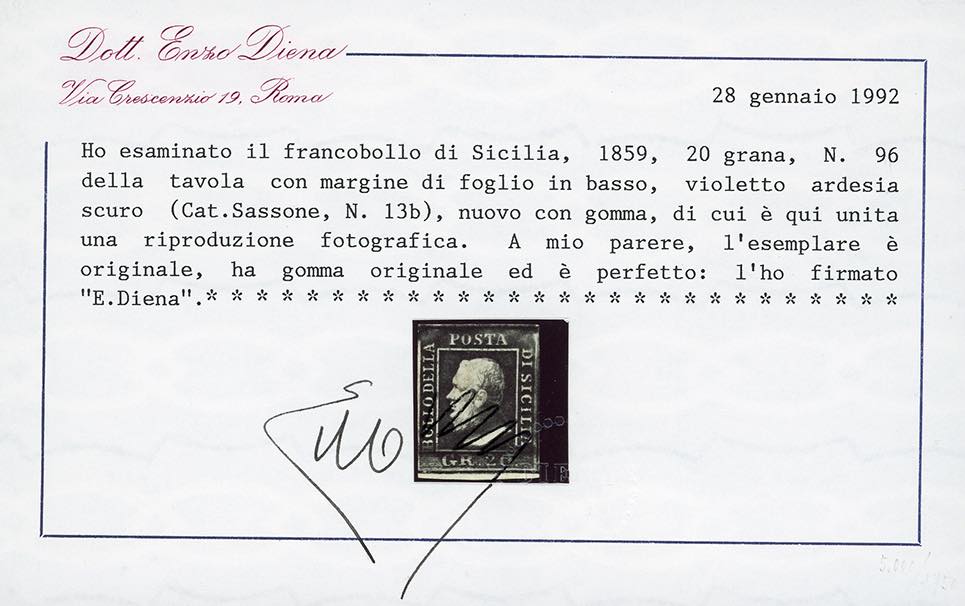 Dott. Enzo Diena
Via Crescenzio 19, Roma
28 gennaio 1992
Ho esaminato il francobollo di Sicilia, 1859, 20 grana, N. 96
della tavola con margine di foglio in basso, violetto ardesia
scuro (Cat.Sassone, N. 13b), nuovo con gomma, di cui è qui unita
una riproduzione fotografica. A mio parere, l'esemplare è
originale, ha gomma originale ed è perfetto: l'ho firmato
"E.Diena".* * * * * * * * * * * * * * * * * * * * * * * * * * * *
POSTA
BOLLO DELLA
DI SICILIA
GR. 20